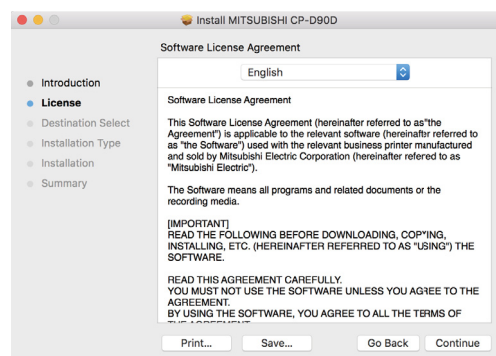 Install MITSUBISHI CP-D90D
Software License Agreement
English
Introduction
License
Destination Select
Installation Type
Installation
Summary
Software License Agreement
This Software License Agreement (hereinafter referred to as"the
Agreement") is applicable to the relevant software (hereinafter referred to
as "the Software") used with the relevant business printer manufactured
and sold by Mitsubishi Electric Corporation (hereinafter referred to as
"Mitsubishi Electric").
The Software means all programs and related documents or the
recording media.
[IMPORTANT]
READ THE FOLLOWING BEFORE DOWNLOADING, COPYING,
INSTALLING, ETC. (HEREINAFTER REFERRED TO AS "USING") THE
SOFTWARE.
READ THIS AGREEMENT CAREFULLY.
YOU MUST NOT USE THE SOFTWARE UNLESS YOU AGREE TO THE
AGREEMENT.
BY USING THE SOFTWARE, YOU AGREE TO ALL THE TERMS OF
THE AGREEMENT
Print...
Save...
Go Back
Continue